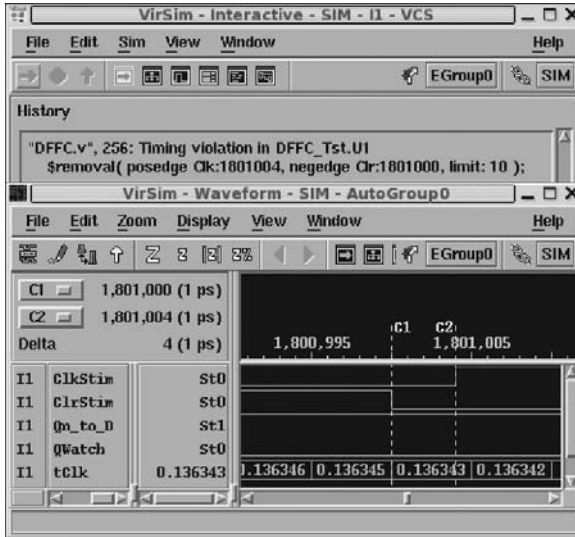 VirSim - Interactive - SIM - I1 - VCS
File Edit Sim View Window Help
EGroup0 SIM
History
"DFFC.v", 256: Timing violation in DFFC_Tst.U1
$removal( posedge Clk:1801004, negedge Clr:1801000, limit: 10 );
VirSim - Waveform - SIM - AutoGroup0
File Edit Zoom Display View Window Help
Z 2 |Z| Z% EGroup0 SIM
C1 1,801,000 (1 ps)
C2 1,801,004 (1 ps)
C1 C2
Delta 4 (1 ps) 1,800,995 1,801,005
I1 ClkStim St0
I1 ClrStim St0
I1 Qn_to_D St1
I1 QWatch St0
I1 tClk 0.136343 0.136346 0.136345 0.136343 0.136342